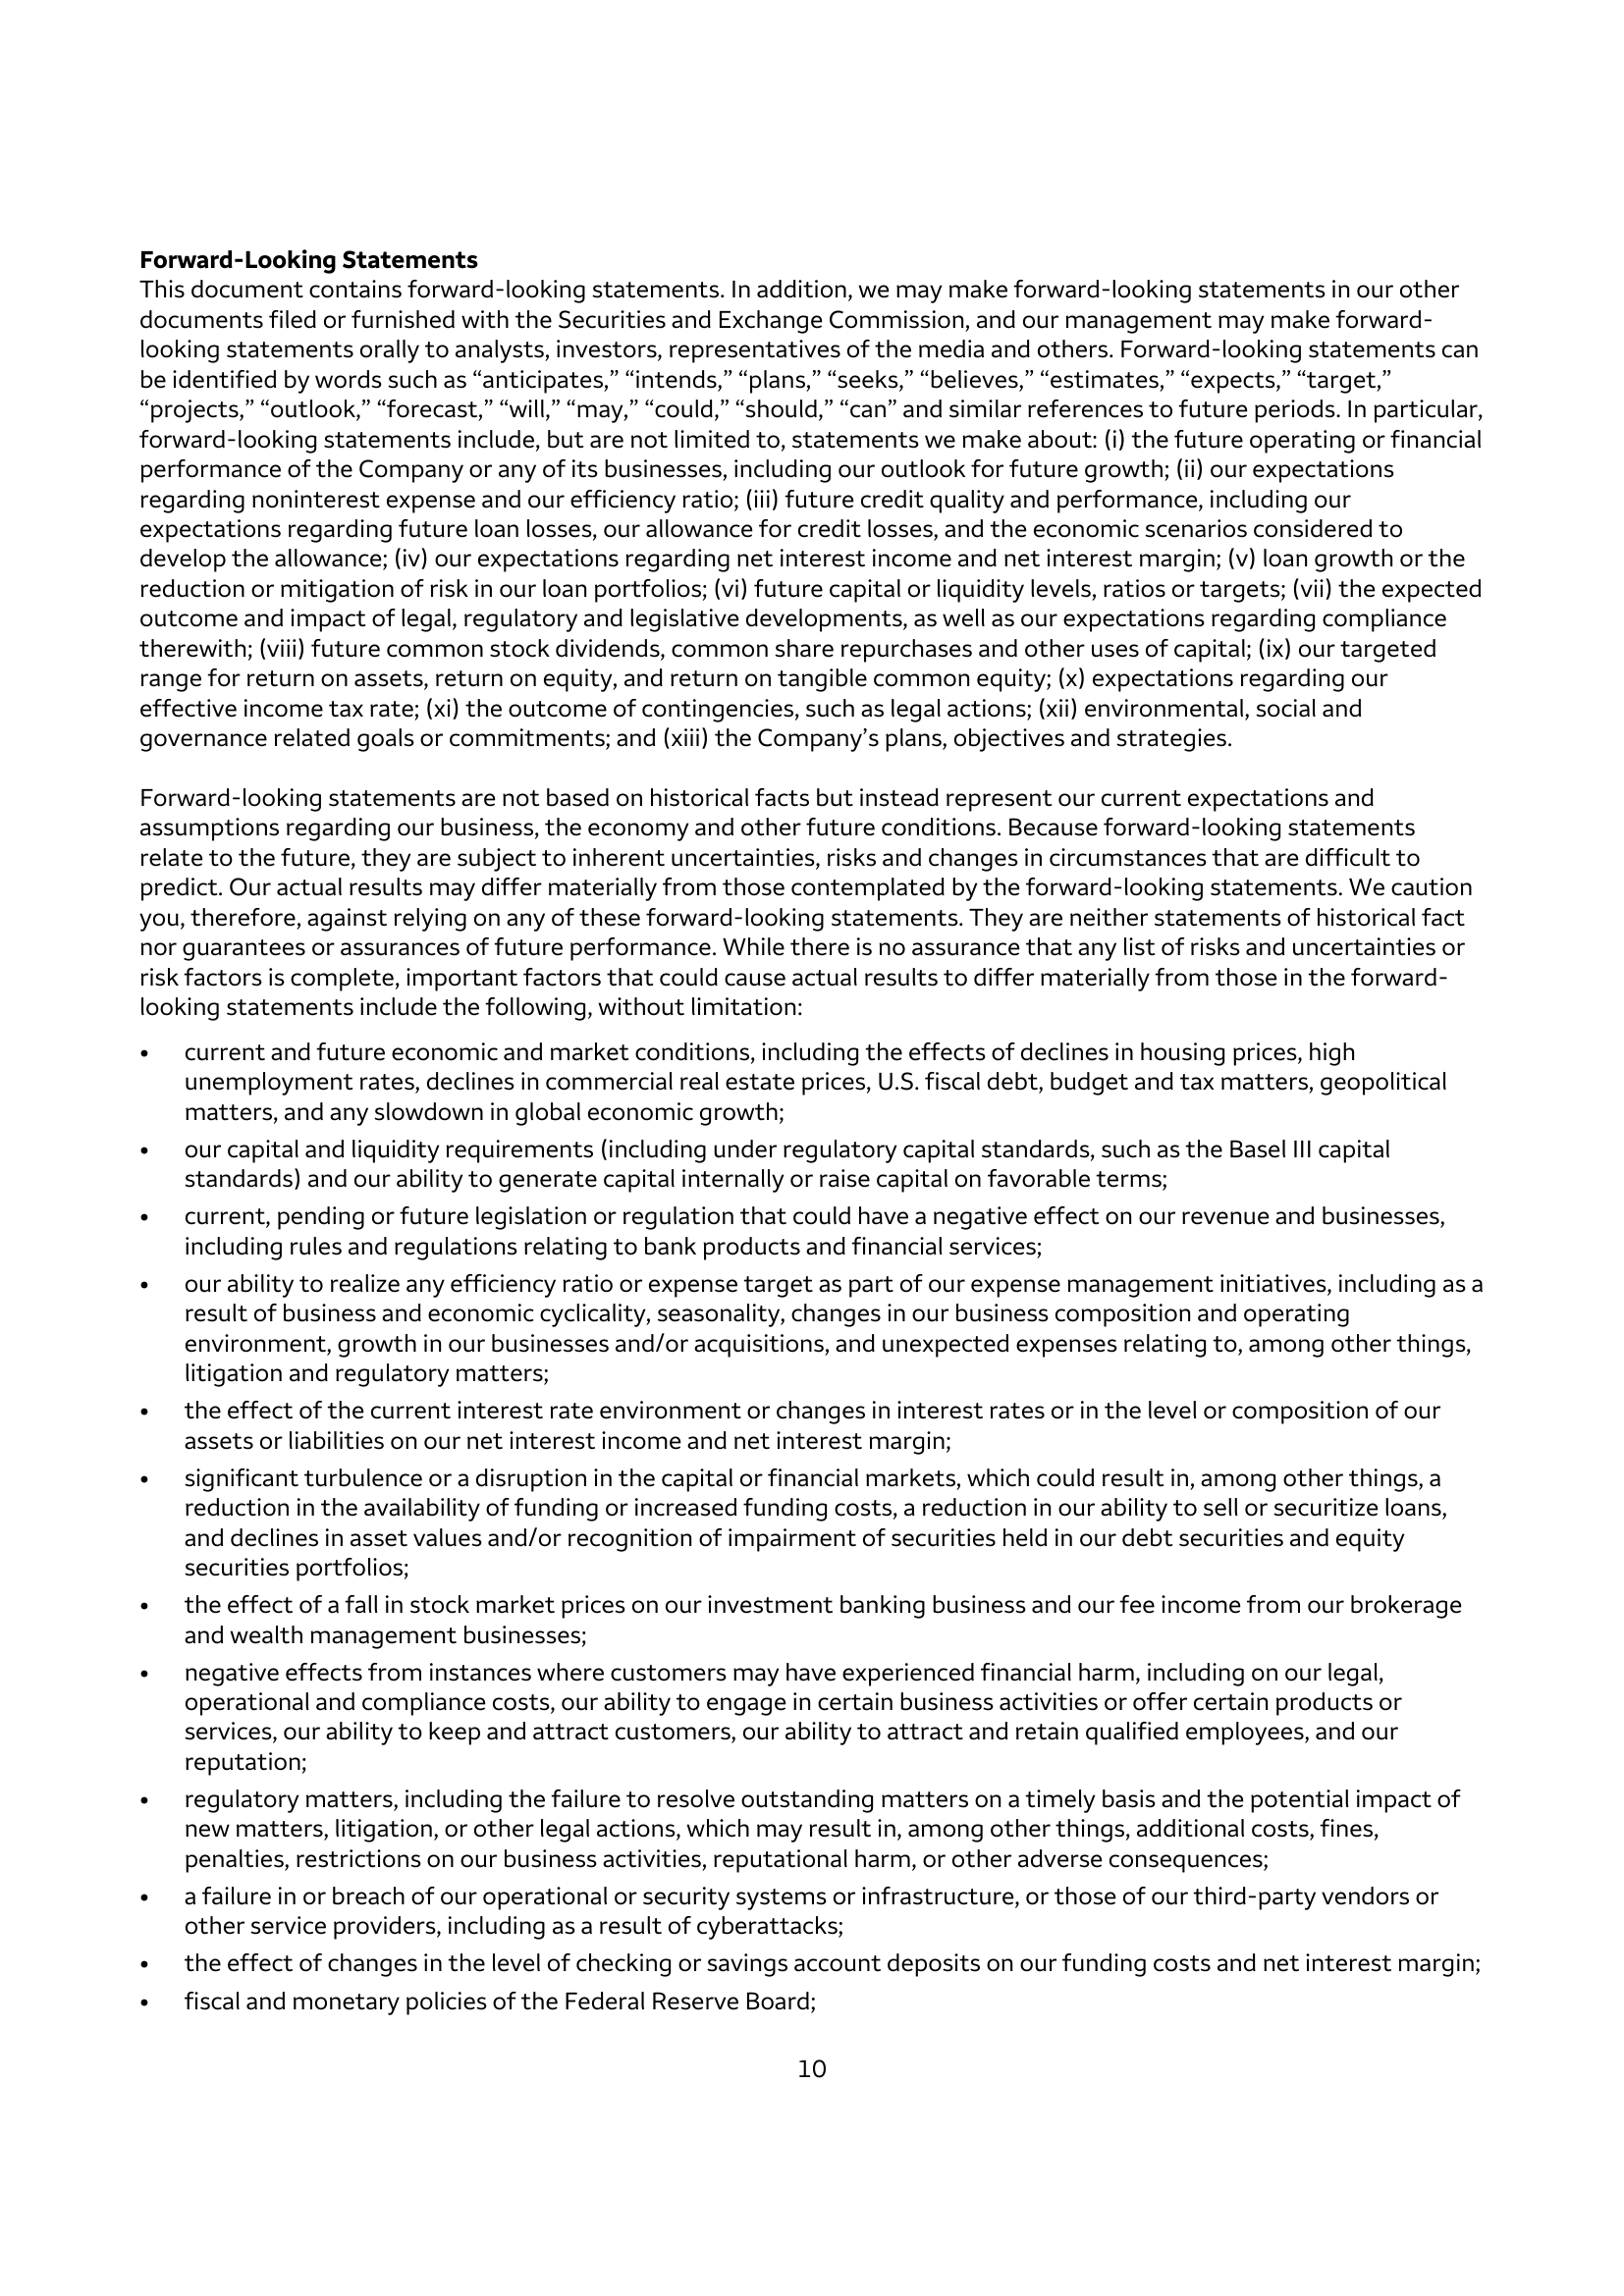 Forward-Looking Statements
This document contains forward-looking statements. In addition, we may make forward-looking statements in our other
documents filed or furnished with the Securities and Exchange Commission, and our management may make forward-
looking statements orally to analysts, investors, representatives of the media and others. Forward-looking statements can
be identified by words such as “anticipates,” “intends,” “plans,” “seeks,” “believes,” “estimates,” “expects,” “target,”
“projects,” “outlook,” “forecast,” “will,” “may,” “could,” “should,” “can” and similar references to future periods. In particular,
forward-looking statements include, but are not limited to, statements we make about: (i) the future operating or financial
performance of the Company or any of its businesses, including our outlook for future growth; (ii) our expectations
regarding noninterest expense and our efficiency ratio; (iii) future credit quality and performance, including our
expectations regarding future loan losses, our allowance for credit losses, and the economic scenarios considered to
develop the allowance; (iv) our expectations regarding net interest income and net interest margin; (v) loan growth or the
reduction or mitigation of risk in our loan portfolios; (vi) future capital or liquidity levels, ratios or targets; (vii) the expected
outcome and impact of legal, regulatory and legislative developments, as well as our expectations regarding compliance
therewith; (viii) future common stock dividends, common share repurchases and other uses of capital; (ix) our targeted
range for return on assets, return on equity, and return on tangible common equity; (x) expectations regarding our
effective income tax rate; (xi) the outcome of contingencies, such as legal actions; (xii) environmental, social and
governance related goals or commitments; and (xiii) the Company’s plans, objectives and strategies.
Forward-looking statements are not based on historical facts but instead represent our current expectations and
assumptions regarding our business, the economy and other future conditions. Because forward-looking statements
relate to the future, they are subject to inherent uncertainties, risks and changes in circumstances that are difficult to
predict. Our actual results may differ materially from those contemplated by the forward-looking statements. We caution
you, therefore, against relying on any of these forward-looking statements. They are neither statements of historical fact
nor guarantees or assurances of future performance. While there is no assurance that any list of risks and uncertainties or
risk factors is complete, important factors that could cause actual results to differ materially from those in the forward-
looking statements include the following, without limitation:
• current and future economic and market conditions, including the effects of declines in housing prices, high
unemployment rates, declines in commercial real estate prices, U.S. fiscal debt, budget and tax matters, geopolitical
matters, and any slowdown in global economic growth;
• our capital and liquidity requirements (including under regulatory capital standards, such as the Basel III capital
standards) and our ability to generate capital internally or raise capital on favorable terms;
• current, pending or future legislation or regulation that could have a negative effect on our revenue and businesses,
including rules and regulations relating to bank products and financial services;
• our ability to realize any efficiency ratio or expense target as part of our expense management initiatives, including as a
result of business and economic cyclicality, seasonality, changes in our business composition and operating
environment, growth in our businesses and/or acquisitions, and unexpected expenses relating to, among other things,
litigation and regulatory matters;
• the effect of the current interest rate environment or changes in interest rates or in the level or composition of our
assets or liabilities on our net interest income and net interest margin;
• significant turbulence or a disruption in the capital or financial markets, which could result in, among other things, a
reduction in the availability of funding or increased funding costs, a reduction in our ability to sell or securitize loans,
and declines in asset values and/or recognition of impairment of securities held in our debt securities and equity
securities portfolios;
• the effect of a fall in stock market prices on our investment banking business and our fee income from our brokerage
and wealth management businesses;
• negative effects from instances where customers may have experienced financial harm, including on our legal,
operational and compliance costs, our ability to engage in certain business activities or offer certain products or
services, our ability to keep and attract customers, our ability to attract and retain qualified employees, and our
reputation;
• regulatory matters, including the failure to resolve outstanding matters on a timely basis and the potential impact of
new matters, litigation, or other legal actions, which may result in, among other things, additional costs, fines,
penalties, restrictions on our business activities, reputational harm, or other adverse consequences;
• a failure in or breach of our operational or security systems or infrastructure, or those of our third-party vendors or
other service providers, including as a result of cyberattacks;
• the effect of changes in the level of checking or savings account deposits on our funding costs and net interest margin;
• fiscal and monetary policies of the Federal Reserve Board;
10